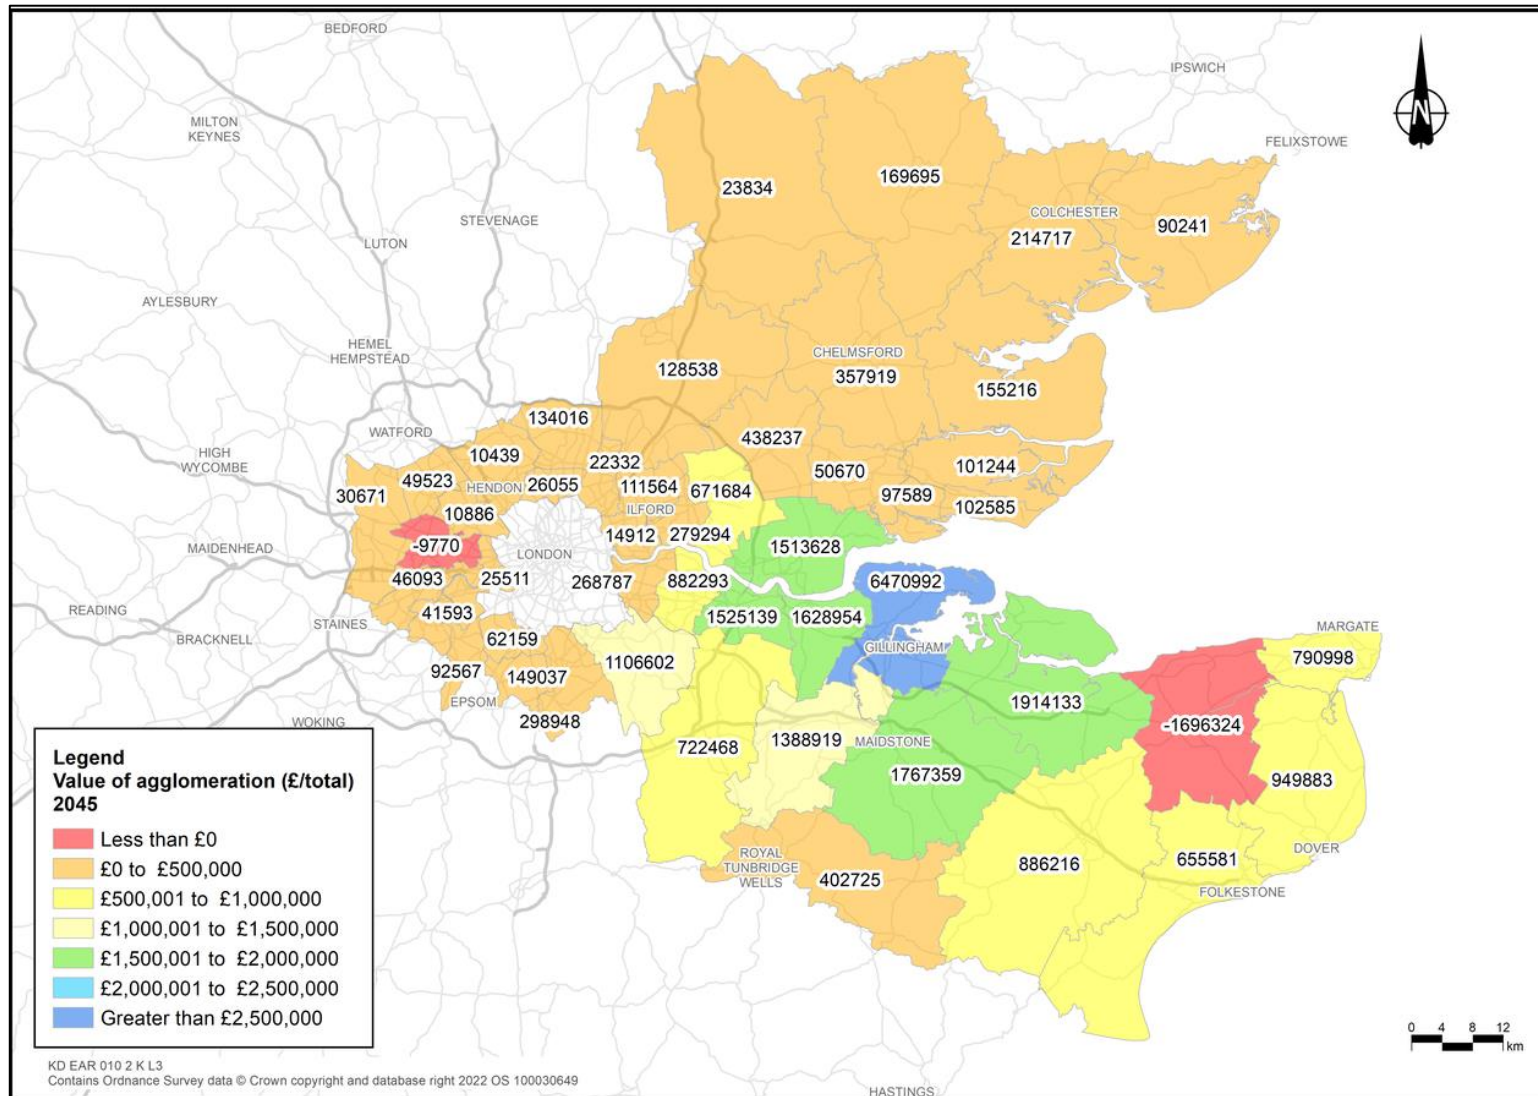 BEDFORD
IPSWICH
MILTON
KEYNES
N
FELIXSTOWE
169695
23834
COLCHESTER
STEVENAGE
90241
214717
LUTON
AYLESBURY
HEMEL
HEMPSTEAD
CHELMSFORD
128538
357919
155216
134016
WATFORD
438237
HIGH
WYCOMBE
10439
22332
101244
50670
49523
HENDON
26055
111564
671684
30671
97589
102585
10886
ILFORD
14912
279294
-9770
MAIDENHEAD
LONDON
1513628
46093
25511
268787
882293
6470992
READING
41593
1525139
1628954
STAINES
MARGATE
BRACKNELL
62159
GILLINGHAM
790998
1106602
92567
149037
EPSOM
1914133
WOKING
298948
-1696324
722468
1388919
MAIDSTONE
1767359
949883
ROYAL
TUNBRIDGE
WELLS
DOVER
886216
655581
402725
FOLKESTONE
HASTINGS
Legend
Value of agglomeration (£/total)
2045
Less than £0
£0 to £500,000
£500,001 to £1,000,000
£1,000,001 to £1,500,000
£1,500,001 to £2,000,000
£2,000,001 to £2,500,000
Greater than £2,500,000
0 4 8 12
km
KD EAR 010 2 K L3
Contains Ordnance Survey data © Crown copyright and database right 2022 OS 100030649